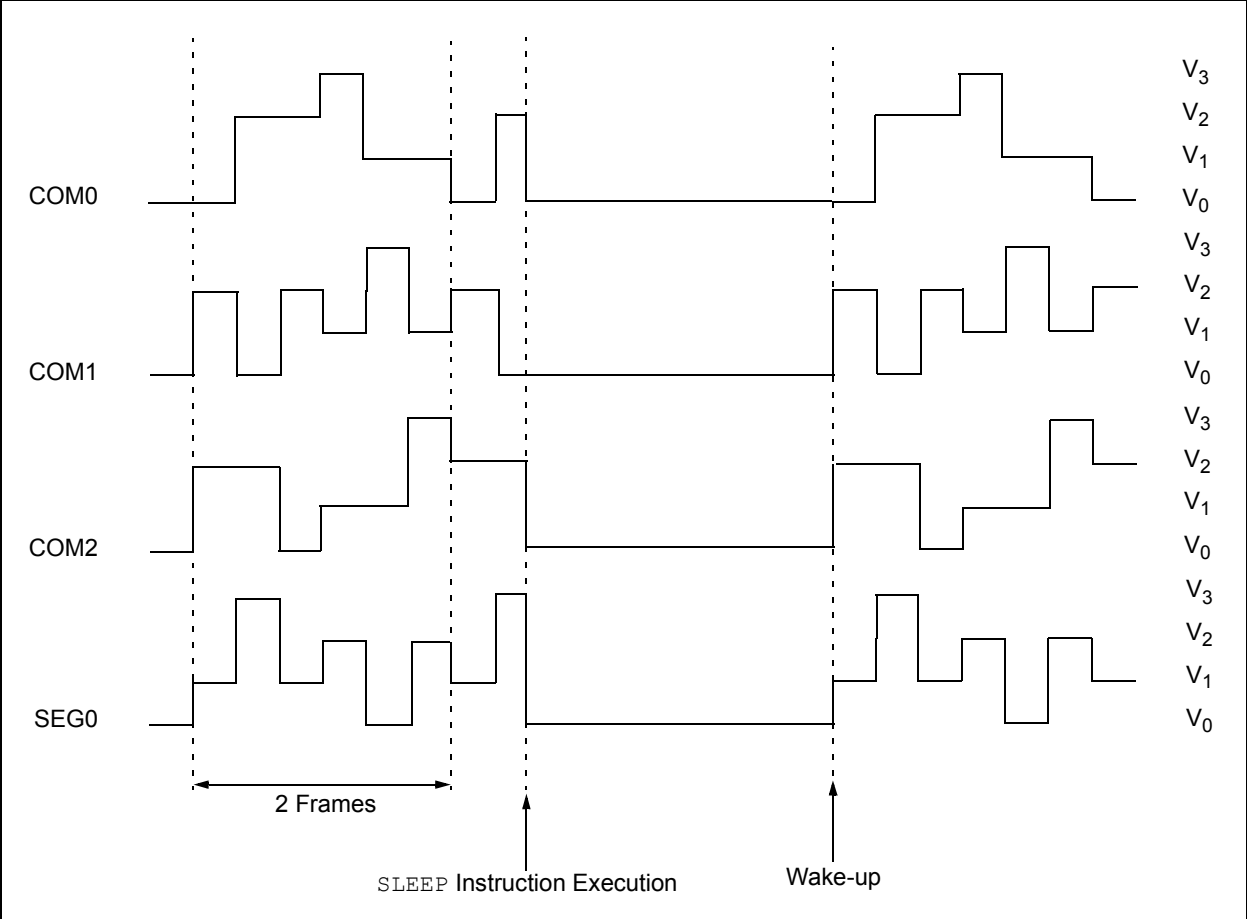 V3
V2
V1
COM0
V0
V3
V2
V1
COM1
V0
V3
V2
V1
COM2
V0
V3
V2
V1
SEG0
V0
2 Frames
SLEEP Instruction Execution
Wake-up